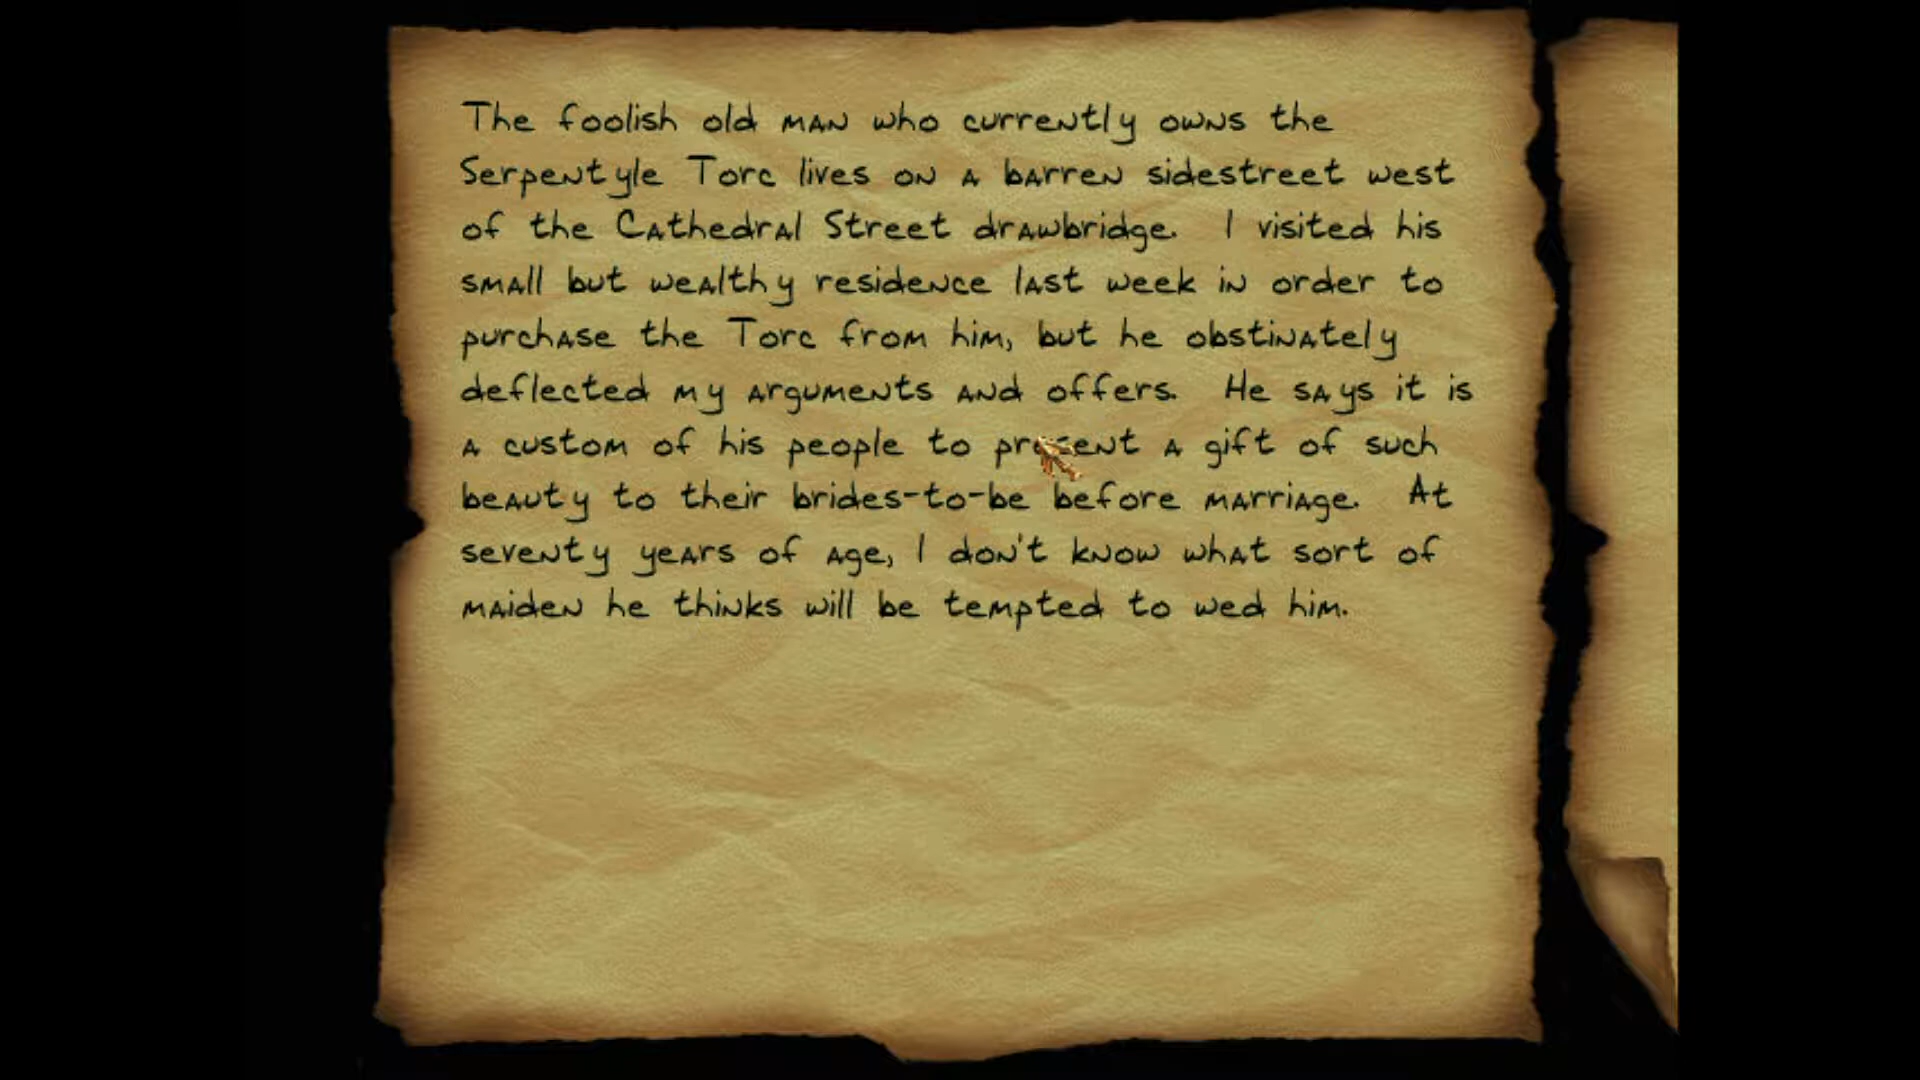 The foolish old man who currently owns the
Serpentyle Torc lives on a barren sidestreet west
of the Cathedral Street drawbridge. I visited his
small but wealthy residence last week in order to
purchase the Torc from him, but he obstinately
deflected my arguments and offers. He says it is
a custom of his people to present a gift of such
beauty to their brides-to-be before marriage. At
seventy years of age, I don't know what sort of
maiden he thinks will be tempted to wed him.